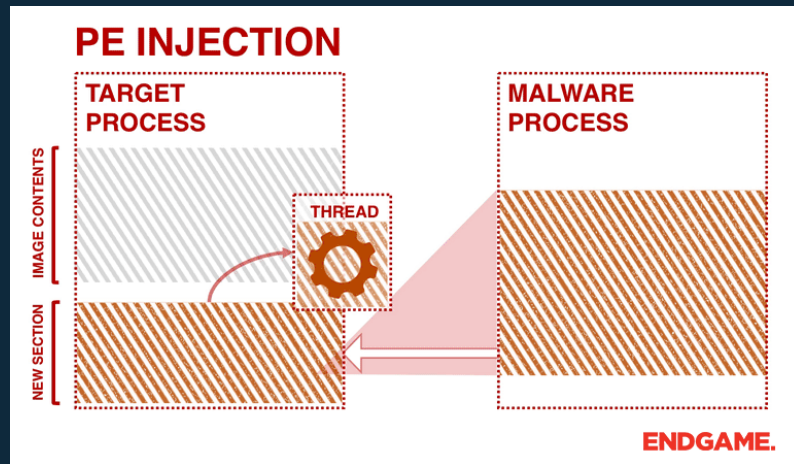 PE INJECTION
TARGET
PROCESS
MALWARE
PROCESS
IMAGE CONTENTS
THREAD
NEW SECTION
ENDGAME.